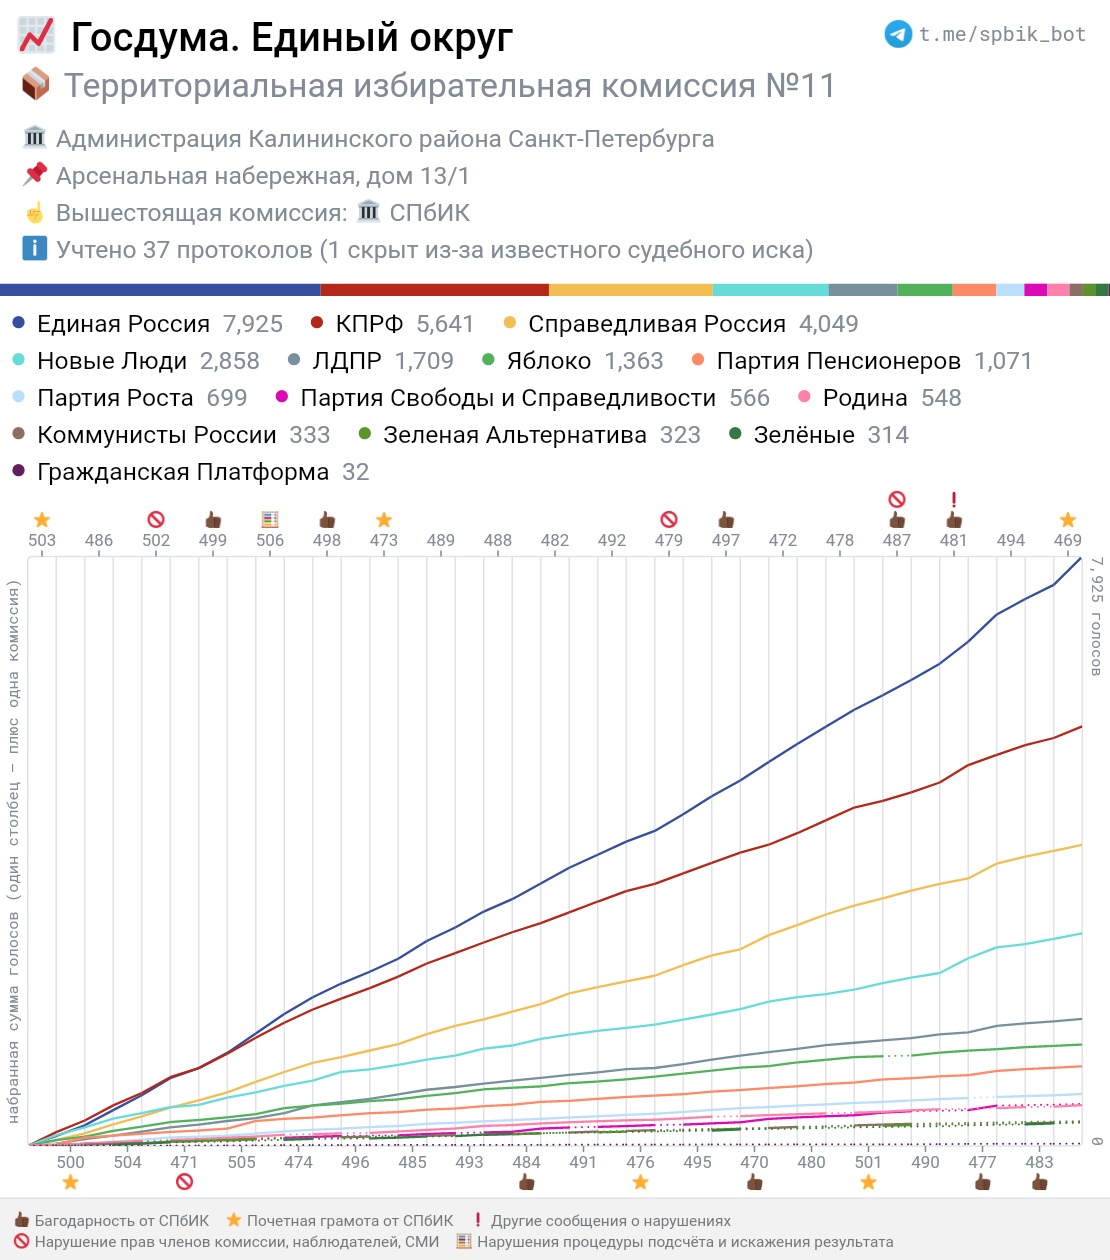 Госдума. Единый округ
t.me/spbik_bot
Территориальная избирательная комиссия №11
Администрация Калининского района Санкт-Петербурга
Арсенальная набережная, дом 13/1
Вышестоящая комиссия: СПбИК
Учтено 37 протоколов (1 скрыт из-за известного судебного иска)
Единая Россия 7,925 КПРФ 5,641 Справедливая Россия 4,049
Новые Люди 2,858 ЛДПР 1,709 Яблоко 1,363 Партия Пенсионеров 1,071
Партия Роста 699 Партия Свободы и Справедливости 566 Родина 548
Коммунисты России 333 Зеленая Альтернатива 323 Зелёные 314
Гражданская Платформа 32
503 486 502 499 506 498 473 489 488 482 492 479 497 472 478 487 481 494 469
набранная сумма голосов (один столбец – плюс одна комиссия)
7,925 голосов
0
500 504 471 505 474 496 485 493 484 491 476 495 470 480 501 490 477 483
Багодарность от СПбИК Почетная грамота от СПбИК Другие сообщения о нарушениях
Нарушение прав членов комиссии, наблюдателей, СМИ Нарушения процедуры подсчёта и искажения результата